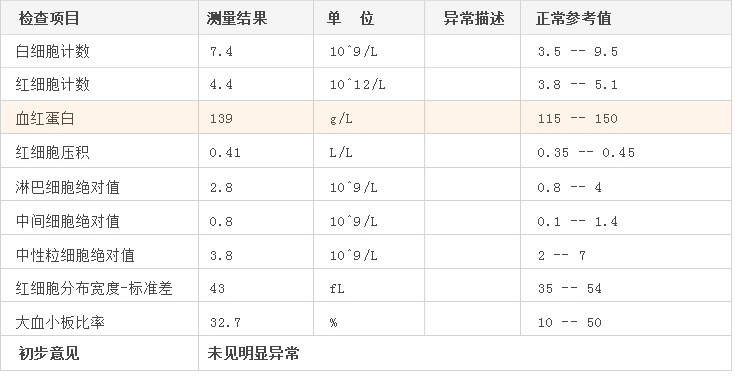 检查项目 测量结果 单 位 异常描述 正常参考值
白细胞计数 7.4 10^9/L 3.5 -- 9.5
红细胞计数 4.4 10^12/L 3.8 -- 5.1
血红蛋白 139 g/L 115 -- 150
红细胞压积 0.41 L/L 0.35 -- 0.45
淋巴细胞绝对值 2.8 10^9/L 0.8 -- 4
中间细胞绝对值 0.8 10^9/L 0.1 -- 1.4
中性粒细胞绝对值 3.8 10^9/L 2 -- 7
红细胞分布宽度-标准差 43 fL 35 -- 54
大血小板比率 32.7 % 10 -- 50
初步意见 未见明显异常